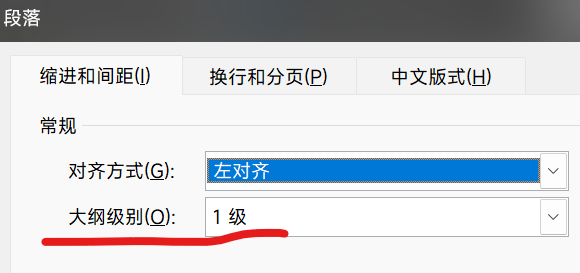 段落
缩进和间距(I) 换行和分页(P) 中文版式(H)
常规
对齐方式(G): 左对齐
大纲级别(O): 1 级